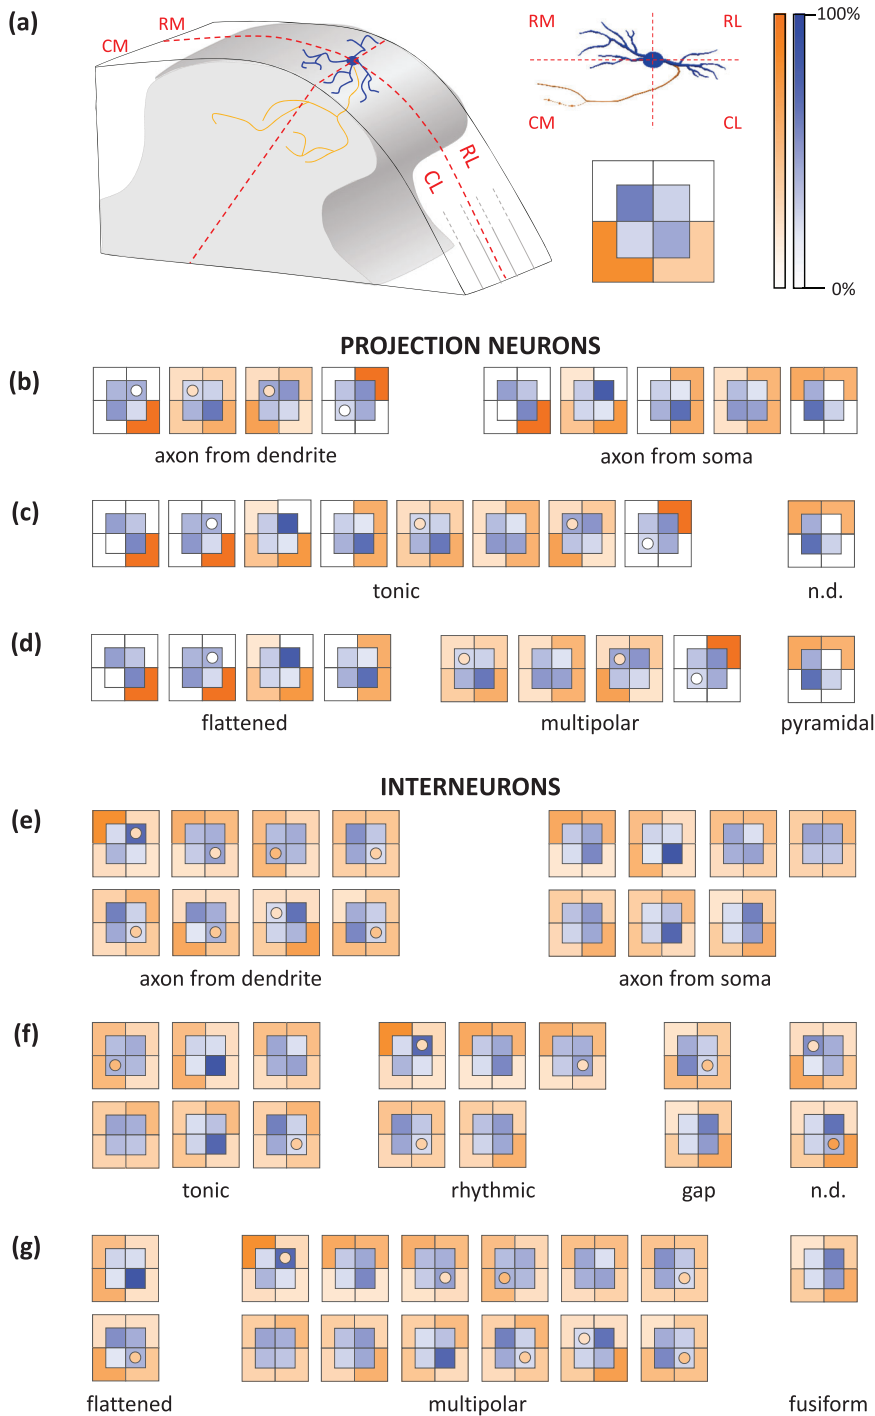 (a)
RM
CM
RL
CL
RM
RL
CM
CL
100%
0%
PROJECTION NEURONS
(b)
axon from dendrite
axon from soma
(c)
tonic
n.d.
(d)
flattened
multipolar
pyramidal
INTERNEURONS
(e)
axon from dendrite
axon from soma
(f)
tonic
rhythmic
gap
n.d.
(g)
flattened
multipolar
fusiform